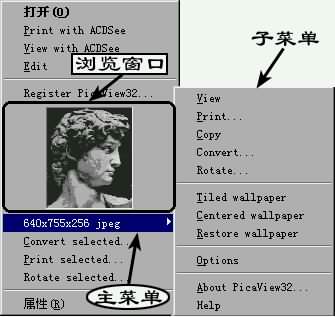 打开(O)
Print with ACDSee
View with ACDSee
Edit
浏览窗口
Register PicaView32...
640x755x256 jpeg
Convert selected...
Print selected...
Rotate selected...
主菜单
属性(R)
子菜单
View
Print...
Copy
Convert...
Rotate...
Tiled wallpaper
Centered wallpaper
Restore wallpaper
Options
About PicaView32...
Help